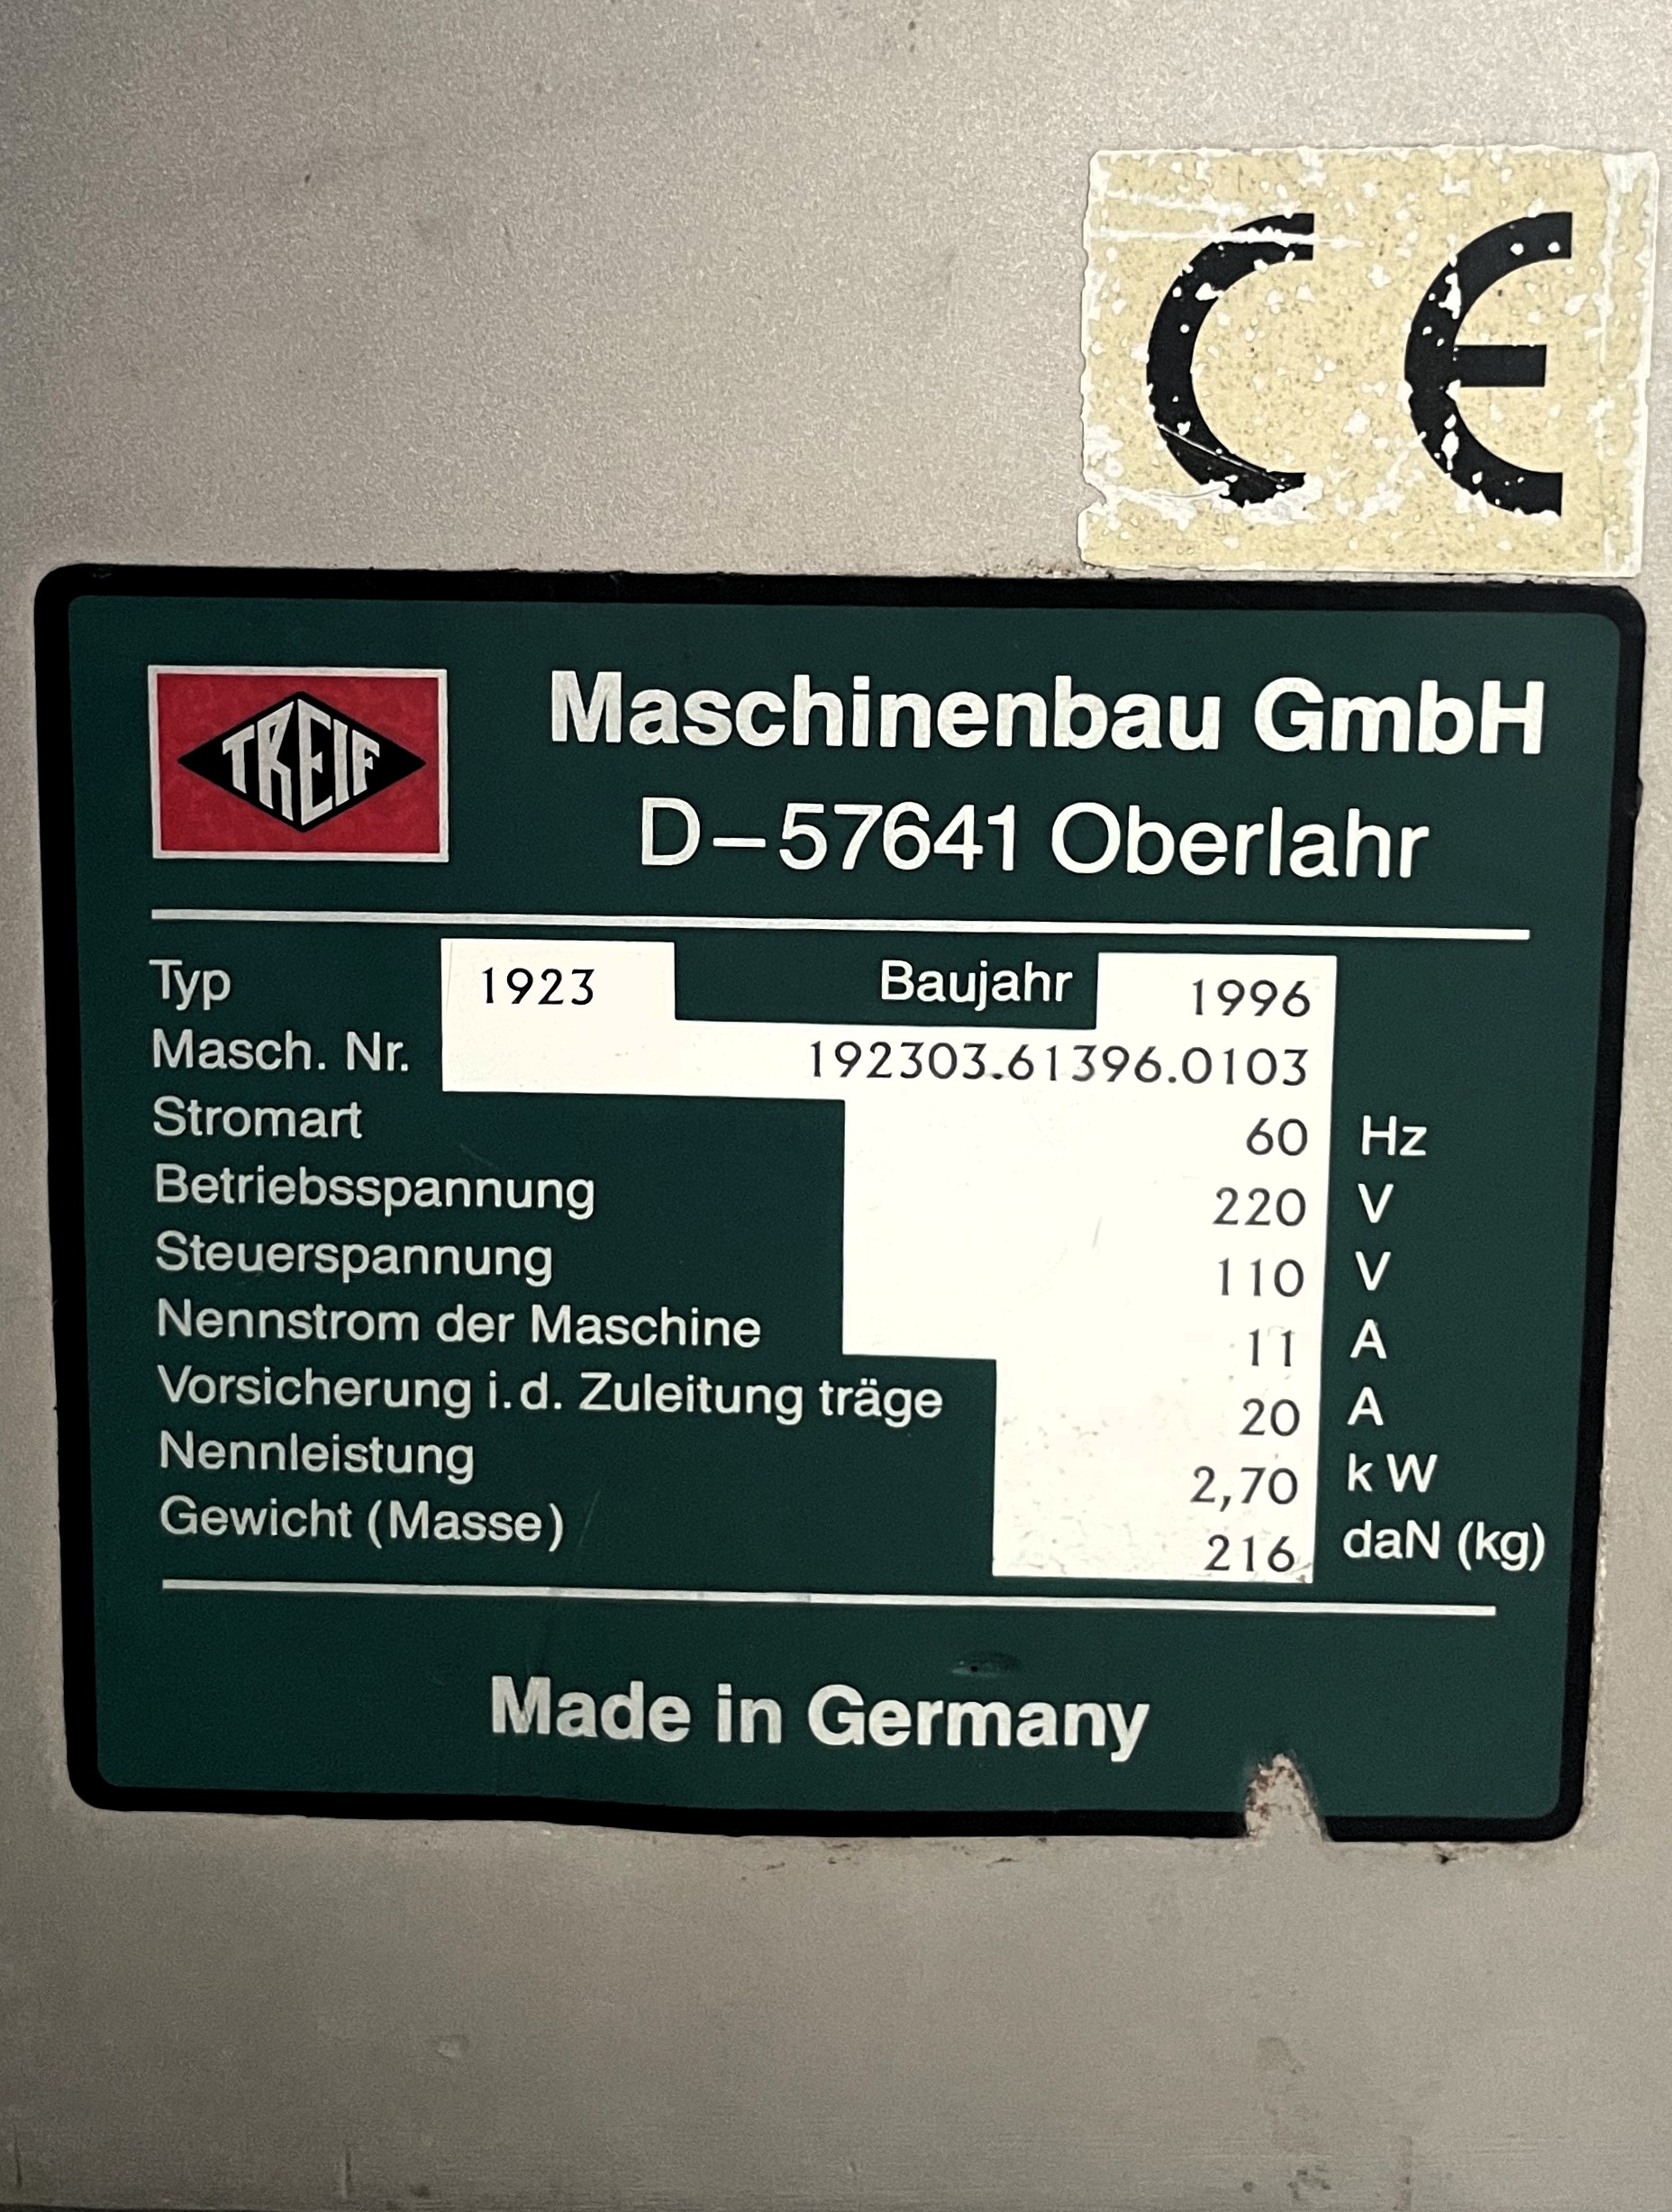 CE
TREIF Maschinenbau GmbH
D–57641 Oberlahr
Typ 1923 Baujahr 1996
Masch. Nr. 192303.61396.0103
Stromart 60 Hz
Betriebsspannung 220 V
Steuerspannung 110 V
Nennstrom der Maschine 11 A
Vorsicherung i.d. Zuleitung träge 20 A
Nennleistung 2,70 kW
Gewicht (Masse) 216 daN (kg)
Made in Germany